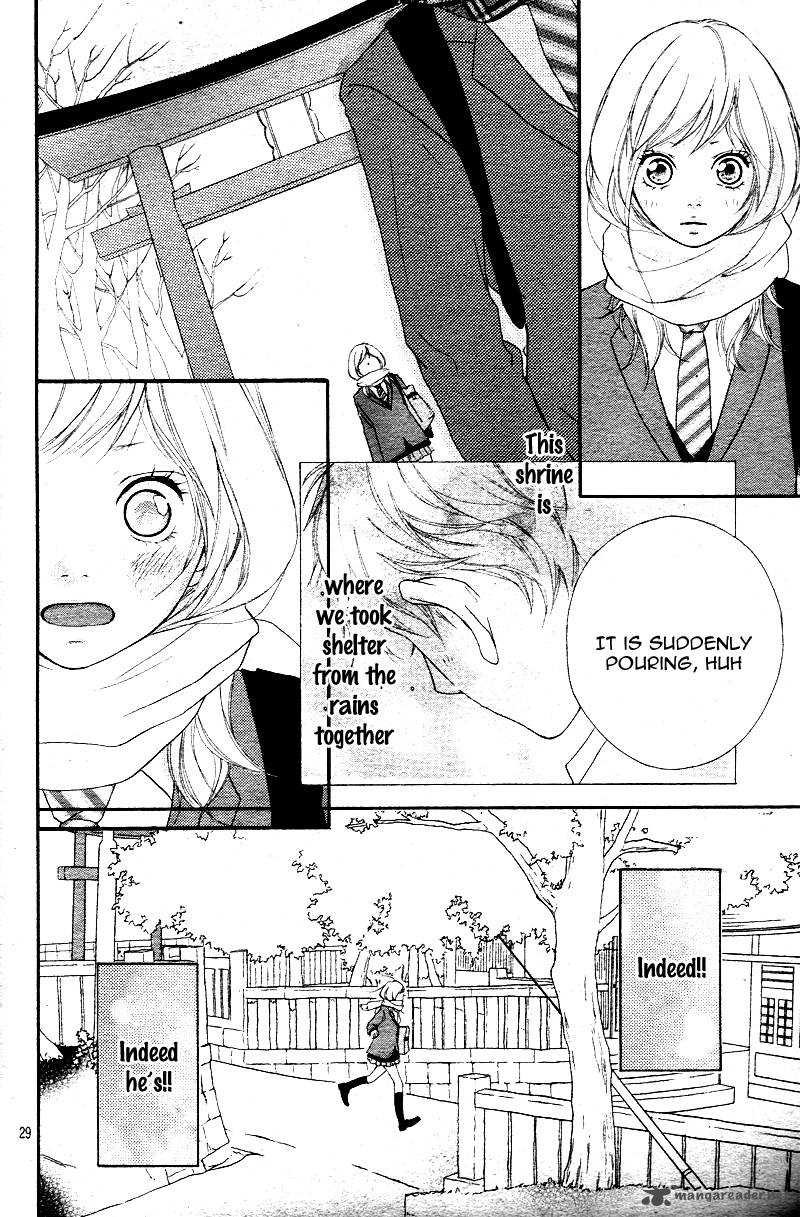 This
shrine
is
where
we took
shelter
from the
rains
together
IT IS SUDDENLY
POURING, HUH
Indeed!!
Indeed
he's!!
29
mangareader.